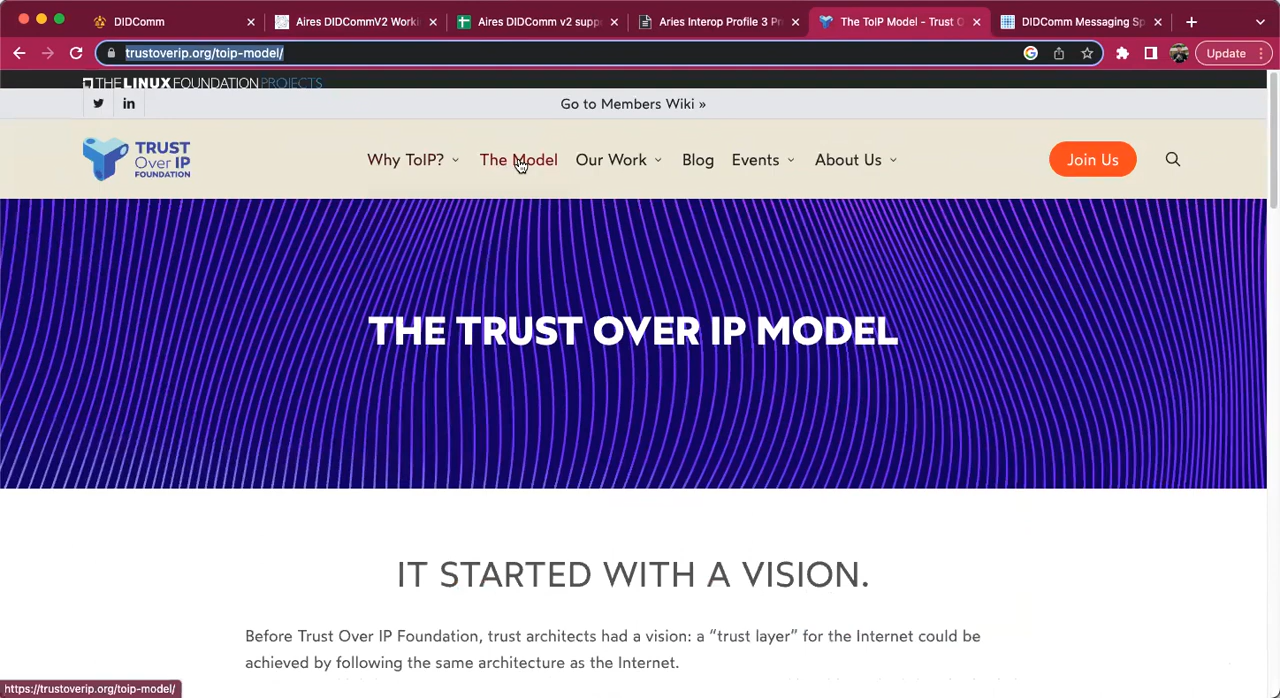 DIDComm
Aires DIDCommV2 Worki
Aires DIDComm v2 supp
Aries Interop Profile 3 Pr
The ToIP Model - Trust O
DIDComm Messaging Sp
trustoverip.org/toip-model/
Update
THE LINUX FOUNDATION PROJECTS
Go to Members Wiki »
TRUST
Over IP
FOUNDATION
Why ToIP?
The Model
Our Work
Blog
Events
About Us
Join Us
THE TRUST OVER IP MODEL
IT STARTED WITH A VISION.
Before Trust Over IP Foundation, trust architects had a vision: a “trust layer” for the Internet could be
achieved by following the same architecture as the Internet.
https://trustoverip.org/toip-model/